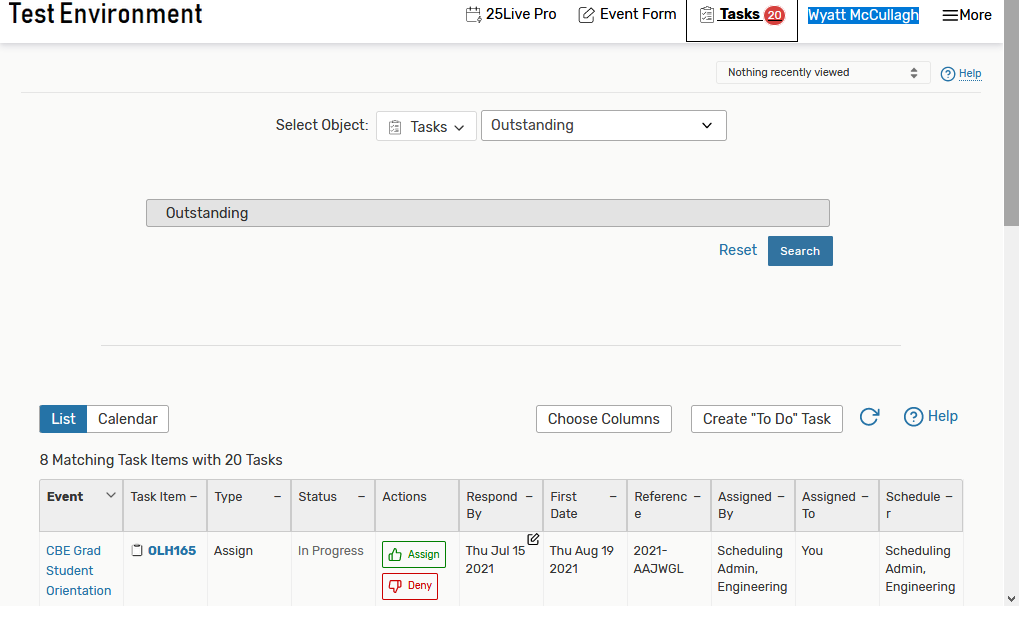 Test Environment
25Live Pro Event Form Tasks 20 Wyatt McCullagh More
Nothing recently viewed Help
Select Object: Tasks Outstanding
Outstanding
Reset Search
List Calendar Choose Columns Create "To Do" Task Help
8 Matching Task Items with 20 Tasks
Event Task Item – Type – Status – Actions Respond – First – Referenc – Assigned – Assigned – Schedule –
By Date e By To r
CBE Grad OLH165 Assign In Progress Assign Thu Jul 15 Thu Aug 19 2021- Scheduling You Scheduling
Student 2021 2021 AAJWGL Admin, Admin,
Orientation Deny Engineering Engineering